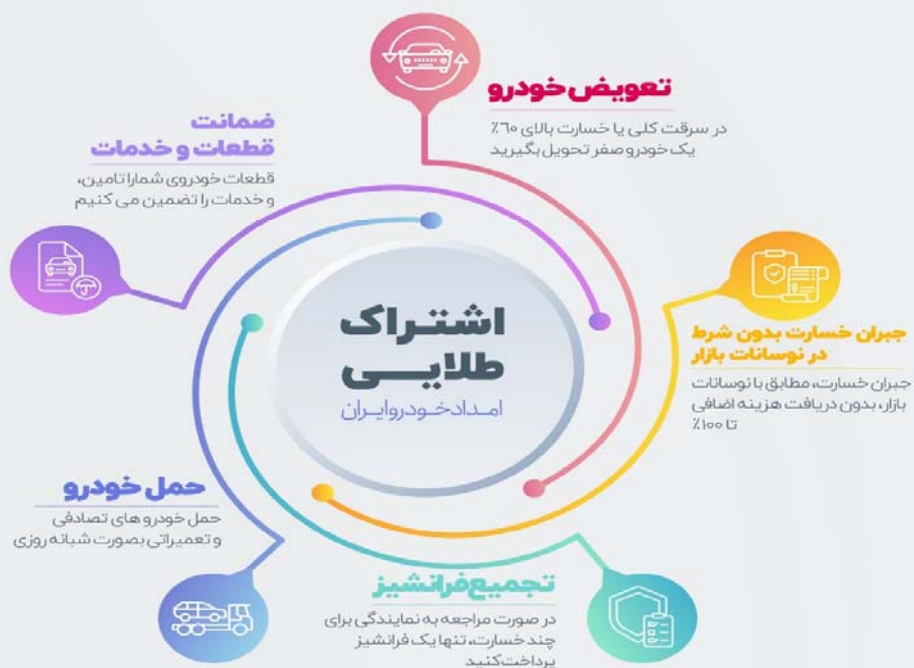 تعویض خودرو
در سرقت کلی یا خسارت بالای ۶۰٪
یک خودرو صفر تحویل بگیرید
ضمانت
قطعات و خدمات
قطعات خودروی شما را تامین،
و خدمات را تضمین می کنیم
اشتراک
طلایی
امداد خودرو ایران
جبران خسارت بدون شرط
در نوسانات بازار
جبران خسارت، مطابق با نوسانات
بازار، بدون دریافت هزینه اضافی
تا ۱۰۰٪
حمل خودرو
حمل خودرو های تصادفی
و تعمیراتی بصورت شبانه روزی
تجمیع فرانشیز
در صورت مراجعه به نمایندگی برای
چند خسارت، تنها یک فرانشیز
پرداخت کنید